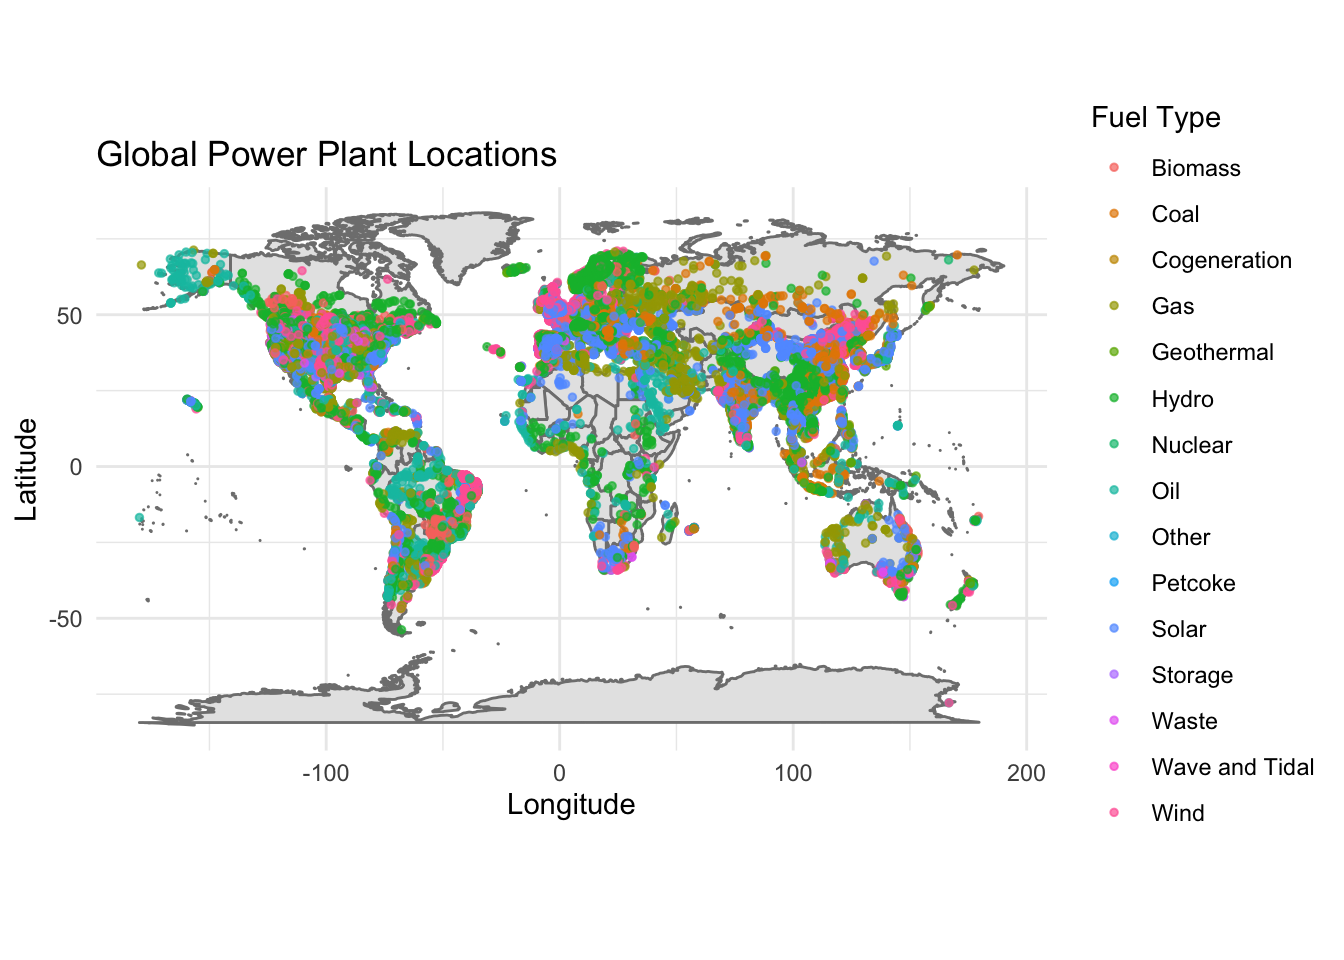 Global Power Plant Locations
Latitude
50
0
-50
-100
0
100
200
Longitude
Fuel Type
Biomass
Coal
Cogeneration
Gas
Geothermal
Hydro
Nuclear
Oil
Other
Petcoke
Solar
Storage
Waste
Wave and Tidal
Wind